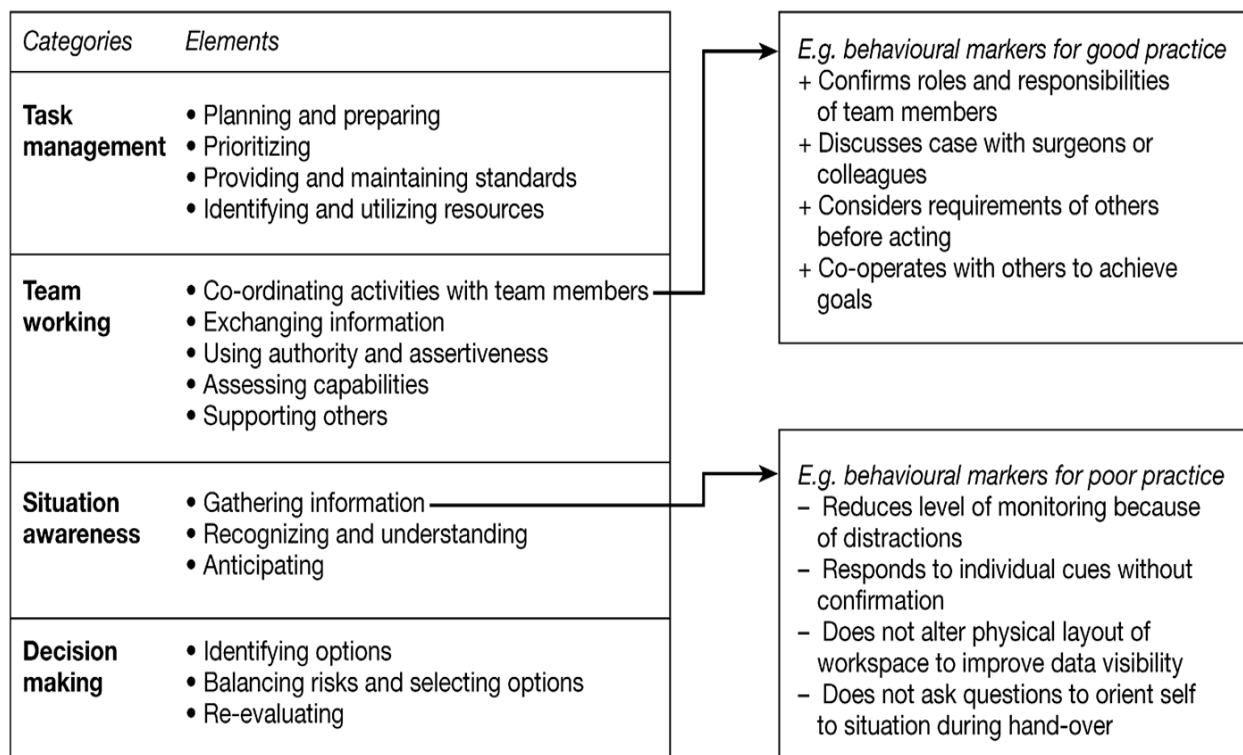 Categories Elements
Task
management
• Planning and preparing
• Prioritizing
• Providing and maintaining standards
• Identifying and utilizing resources
Team
working
• Co-ordinating activities with team members
• Exchanging information
• Using authority and assertiveness
• Assessing capabilities
• Supporting others
Situation
awareness
• Gathering information
• Recognizing and understanding
• Anticipating
Decision
making
• Identifying options
• Balancing risks and selecting options
• Re-evaluating
E.g. behavioural markers for good practice
+ Confirms roles and responsibilities
of team members
+ Discusses case with surgeons or
colleagues
+ Considers requirements of others
before acting
+ Co-operates with others to achieve
goals
E.g. behavioural markers for poor practice
– Reduces level of monitoring because
of distractions
– Responds to individual cues without
confirmation
– Does not alter physical layout of
workspace to improve data visibility
– Does not ask questions to orient self
to situation during hand-over